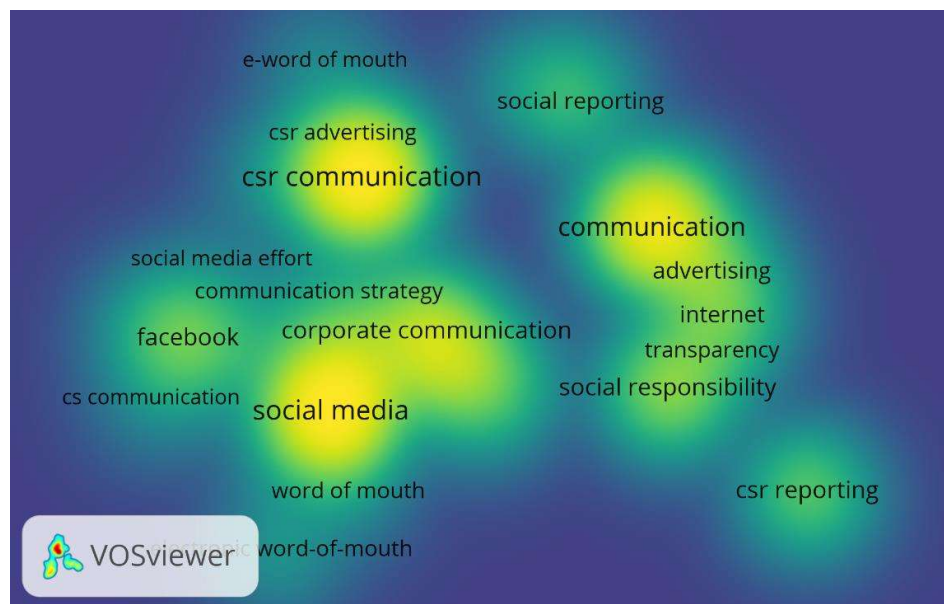 e-word of mouth
social reporting
csr advertising
csr communication
communication
social media effort
advertising
communication strategy
internet
corporate communication
facebook
transparency
social responsibility
cs communication
social media
word of mouth
csr reporting
electronic word-of-mouth
VOSviewer